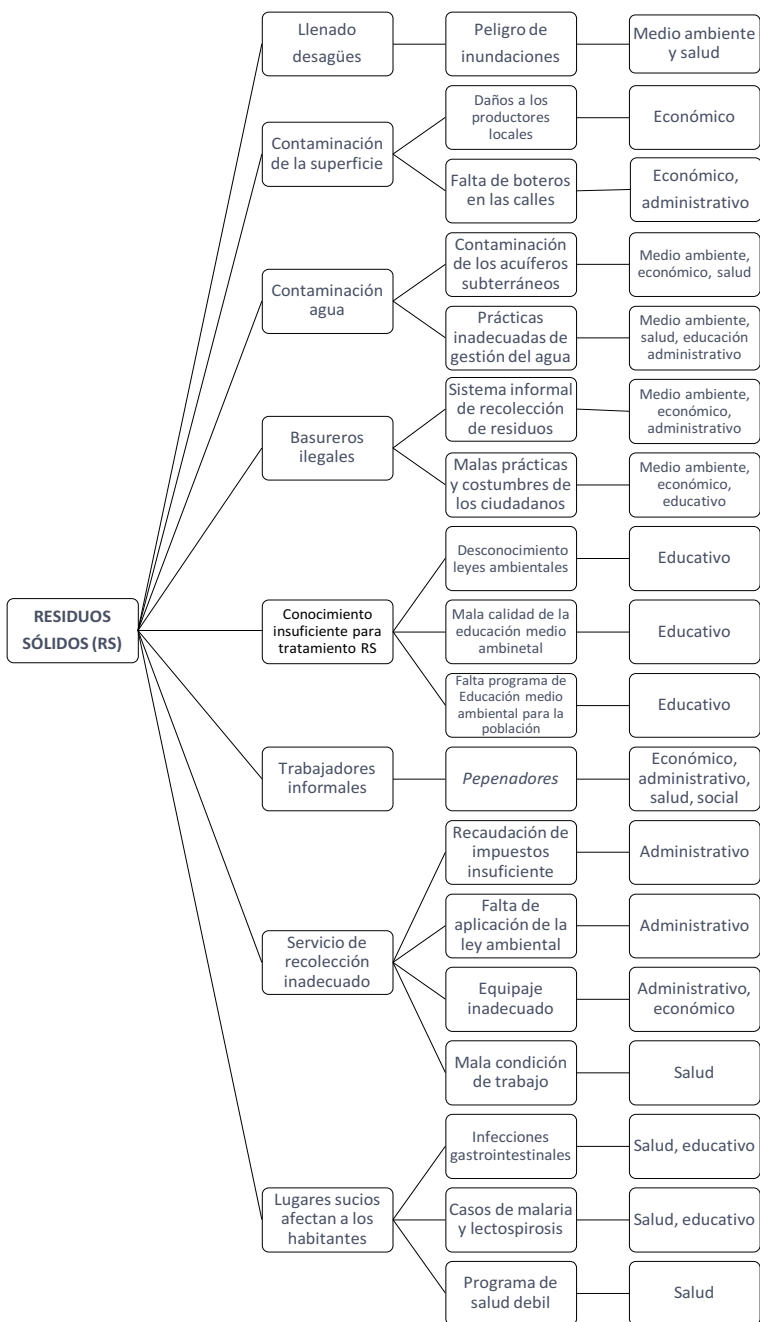 Llenado
desagües
Peligro de
inundaciones
Medio ambiente
y salud
Contaminación
de la superficie
Daños a los
productores
locales
Económico
Falta de boteros
en las calles
Económico,
administrativo
Contaminación
agua
Contaminación
de los acuíferos
subterráneos
Medio ambiente,
económico, salud
Prácticas
inadecuadas de
gestión del agua
Medio ambiente,
salud, educación
administrativo
Basureros
ilegales
Sistema informal
de recolección
de residuos
Medio ambiente,
económico,
administrativo
Malas prácticas
y costumbres de
los ciudadanos
Medio ambiente,
económico,
educativo
RESIDUOS
SÓLIDOS (RS)
Conocimiento
insuficiente para
tratamiento RS
Desconocimiento
leyes ambientales
Educativo
Mala calidad de la
educación medio
ambinetal
Educativo
Falta programa de
Educación medio
ambiental para la
población
Educativo
Trabajadores
informales
Pepenadores
Económico,
administrativo,
salud, social
Servicio de
recolección
inadecuado
Recaudación de
impuestos
insuficiente
Administrativo
Falta de
aplicación de la
ley ambiental
Administrativo
Equipaje
inadecuado
Administrativo,
económico
Mala condición
de trabajo
Salud
Lugares sucios
afectan a los
habitantes
Infecciones
gastrointestinales
Salud, educativo
Casos de malaria
y lectospirosis
Salud, educativo
Programa de
salud debil
Salud